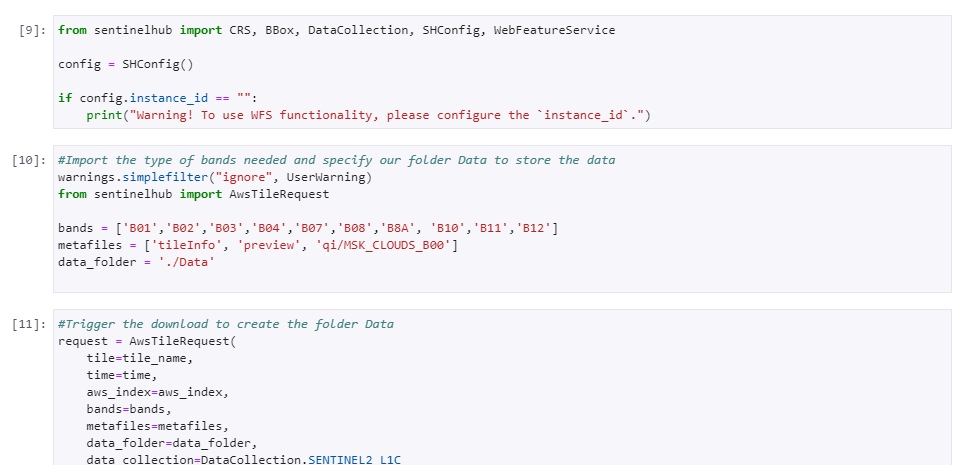 [9]: from sentinelhub import CRS, BBox, DataCollection, SHConfig, WebFeatureService
config = SHConfig()
if config.instance_id == "":
    print("Warning! To use WFS functionality, please configure the `instance_id`.")
[10]: #Import the type of bands needed and specify our folder Data to store the data
warnings.simplefilter("ignore", UserWarning)
from sentinelhub import AwsTileRequest
bands = ['B01','B02','B03','B04','B07','B08','B8A', 'B10','B11','B12']
metafiles = ['tileInfo', 'preview', 'qi/MSK_CLOUDS_B00']
data_folder = './Data'
[11]: #Trigger the download to create the folder Data
request = AwsTileRequest(
    tile=tile_name,
    time=time,
    aws_index=aws_index,
    bands=bands,
    metafiles=metafiles,
    data_folder=data_folder,
    data_collection=DataCollection.SENTINEL2_L1C